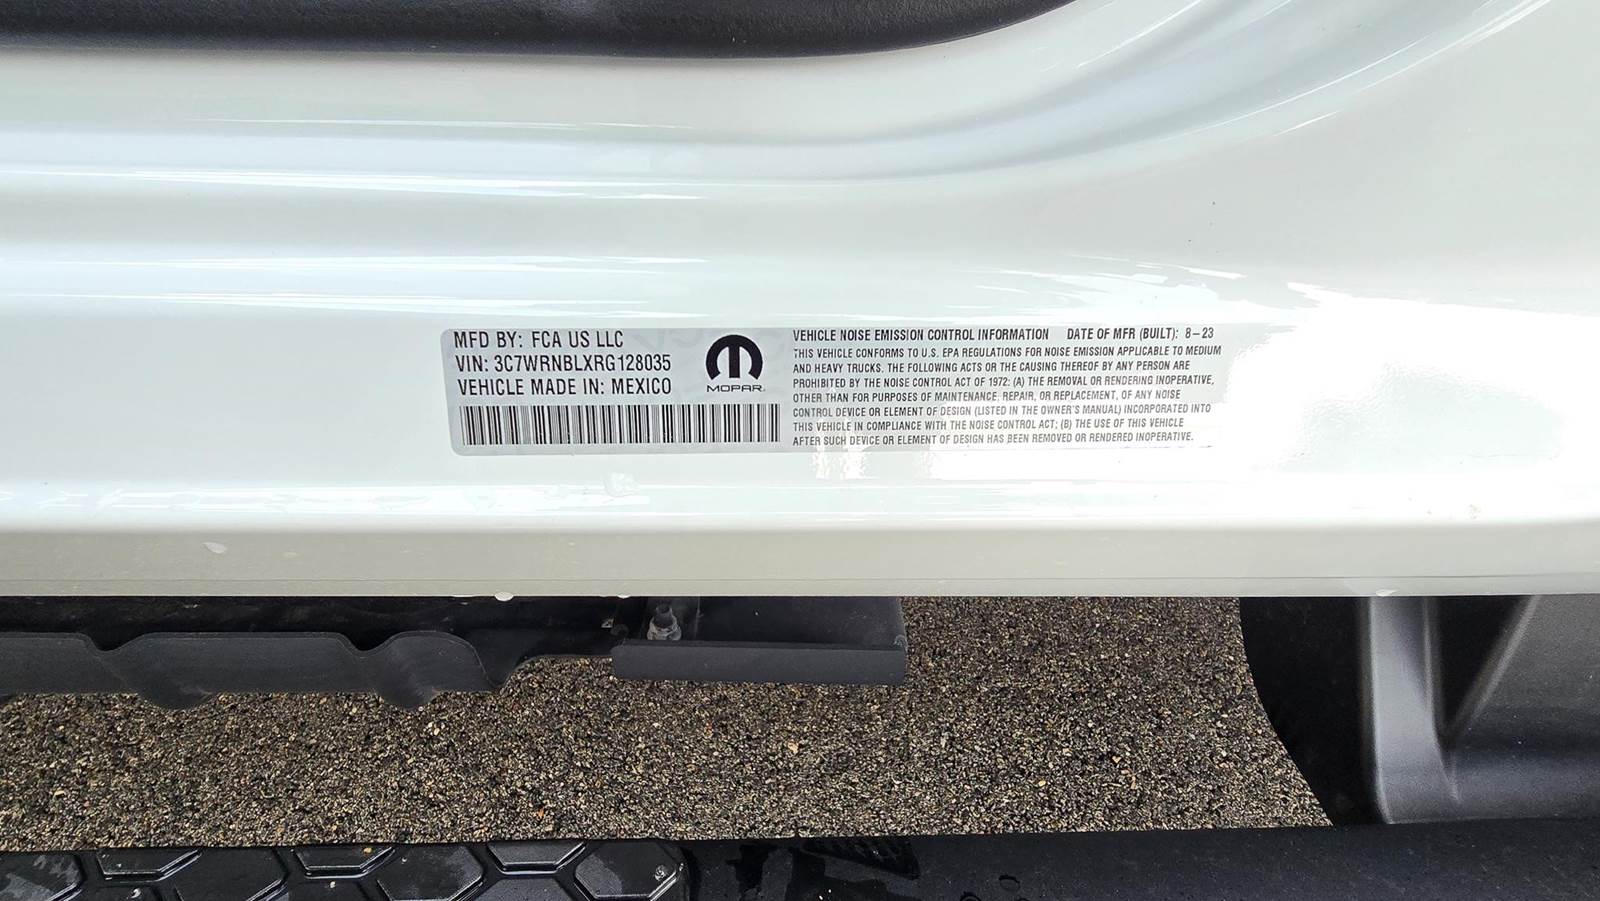 MFD BY: FCA US LLC
VIN: 3C7WRNBLXRG128035
VEHICLE MADE IN: MEXICO
MOPAR
VEHICLE NOISE EMISSION CONTROL INFORMATION DATE OF MFR (BUILT): 8-23
THIS VEHICLE CONFORMS TO U.S. EPA REGULATIONS FOR NOISE EMISSION APPLICABLE TO MEDIUM
AND HEAVY TRUCKS. THE FOLLOWING ACTS OR THE CAUSING THEREOF BY ANY PERSON ARE
PROHIBITED BY THE NOISE CONTROL ACT OF 1972: (A) THE REMOVAL OR RENDERING INOPERATIVE,
OTHER THAN FOR PURPOSES OF MAINTENANCE, REPAIR, OR REPLACEMENT, OF ANY NOISE
CONTROL DEVICE OR ELEMENT OF DESIGN (LISTED IN THE OWNER'S MANUAL) INCORPORATED INTO
THIS VEHICLE IN COMPLIANCE WITH THE NOISE CONTROL ACT; (B) THE USE OF THIS VEHICLE
AFTER SUCH DEVICE OR ELEMENT OF DESIGN HAS BEEN REMOVED OR RENDERED INOPERATIVE.